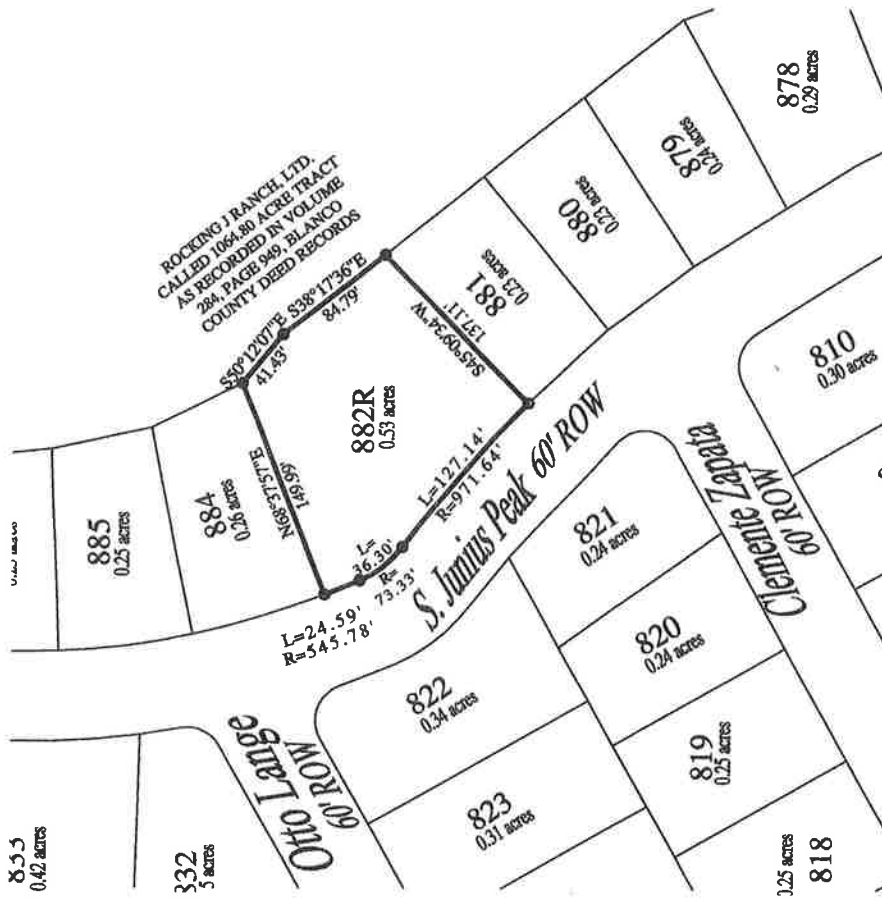 ROCKING J RANCH, LTD.
CALLED 1064.80 ACRE TRACT
AS RECORDED IN VOLUME
284, PAGE 949, BLANCO
COUNTY DEED RECORDS
S50°12'07"E
41.43'
S38°17'36"E
84.79'
S45°09'34"W
137.11'
N68°37'57"E
149.99'
882R
0.53 acres
L=127.14'
R=971.64'
L=
36.30'
R=
73.33'
L=24.59'
R=545.78'
878
0.29 acres
879
0.24 acres
880
0.23 acres
881
0.23 acres
884
0.26 acres
885
0.25 acres
S. Junius Peak 60' ROW
810
0.30 acres
Clemente Zapata
60' ROW
821
0.24 acres
820
0.24 acres
819
0.25 acres
0.25 acres
818
822
0.34 acres
823
0.31 acres
Otto Lange
60' ROW
0.42 acres
832
5 acres